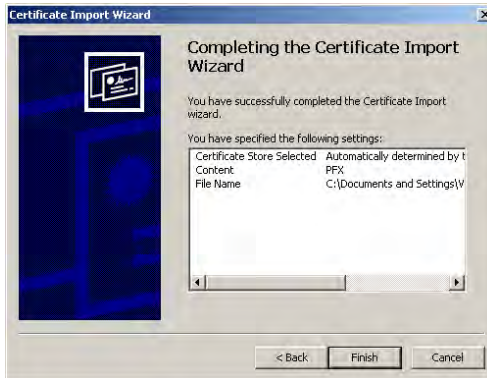 Certificate Import Wizard
Completing the Certificate Import
Wizard
You have successfully completed the Certificate Import
wizard.
You have specified the following settings:
Certificate Store Selected Automatically determined by t
Content PFX
File Name C:\Documents and Settings\V
< Back Finish Cancel